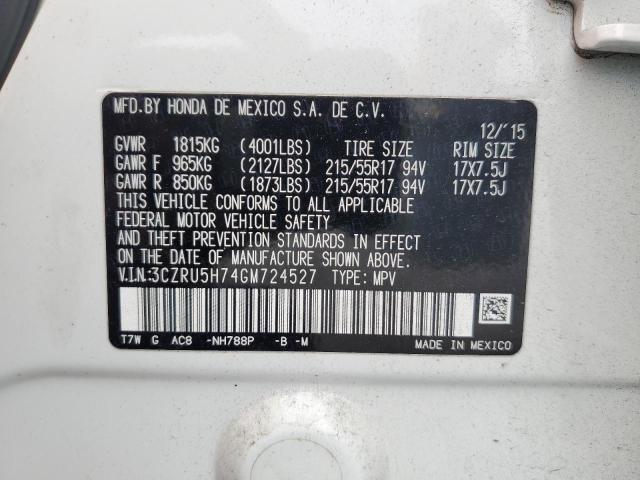 MFD.BY HONDA DE MEXICO S.A. DE C.V.
12/'15
GVWR 1815KG (4001LBS) TIRE SIZE RIM SIZE
GAWR F 965KG (2127LBS) 215/55R17 94V 17X7.5J
GAWR R 850KG (1873LBS) 215/55R17 94V 17X7.5J
THIS VEHICLE CONFORMS TO ALL APPLICABLE
FEDERAL MOTOR VEHICLE SAFETY
AND THEFT PREVENTION STANDARDS IN EFFECT
ON THE DATE OF MANUFACTURE SHOWN ABOVE.
V.I.N.:3CZRU5H74GM724527 TYPE: MPV
T7W G AC8 -NH788P -B -M MADE IN MEXICO